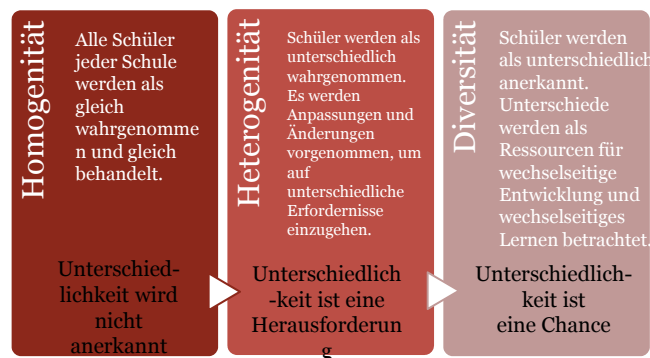 Homogenität
Alle Schüler
jeder Schule
werden als
gleich
wahrgenomme
n und gleich
behandelt.
Unterschied-
lichkeit wird
nicht
anerkannt
Heterogenität
Schüler werden als
unterschiedlich
wahrgenommen.
Es werden
Anpassungen und
Änderungen
vorgenommen, um
auf
unterschiedliche
Erfordernisse
einzugehen.
Unterschiedlich
-keit ist eine
Herausforderun
g
Diversität
Schüler werden
als unterschiedlich
anerkannt.
Unterschiede
werden als
Ressourcen für
wechselseitige
Entwicklung und
wechselseitiges
Lernen betrachtet.
Unterschiedlich-
keit ist
eine Chance